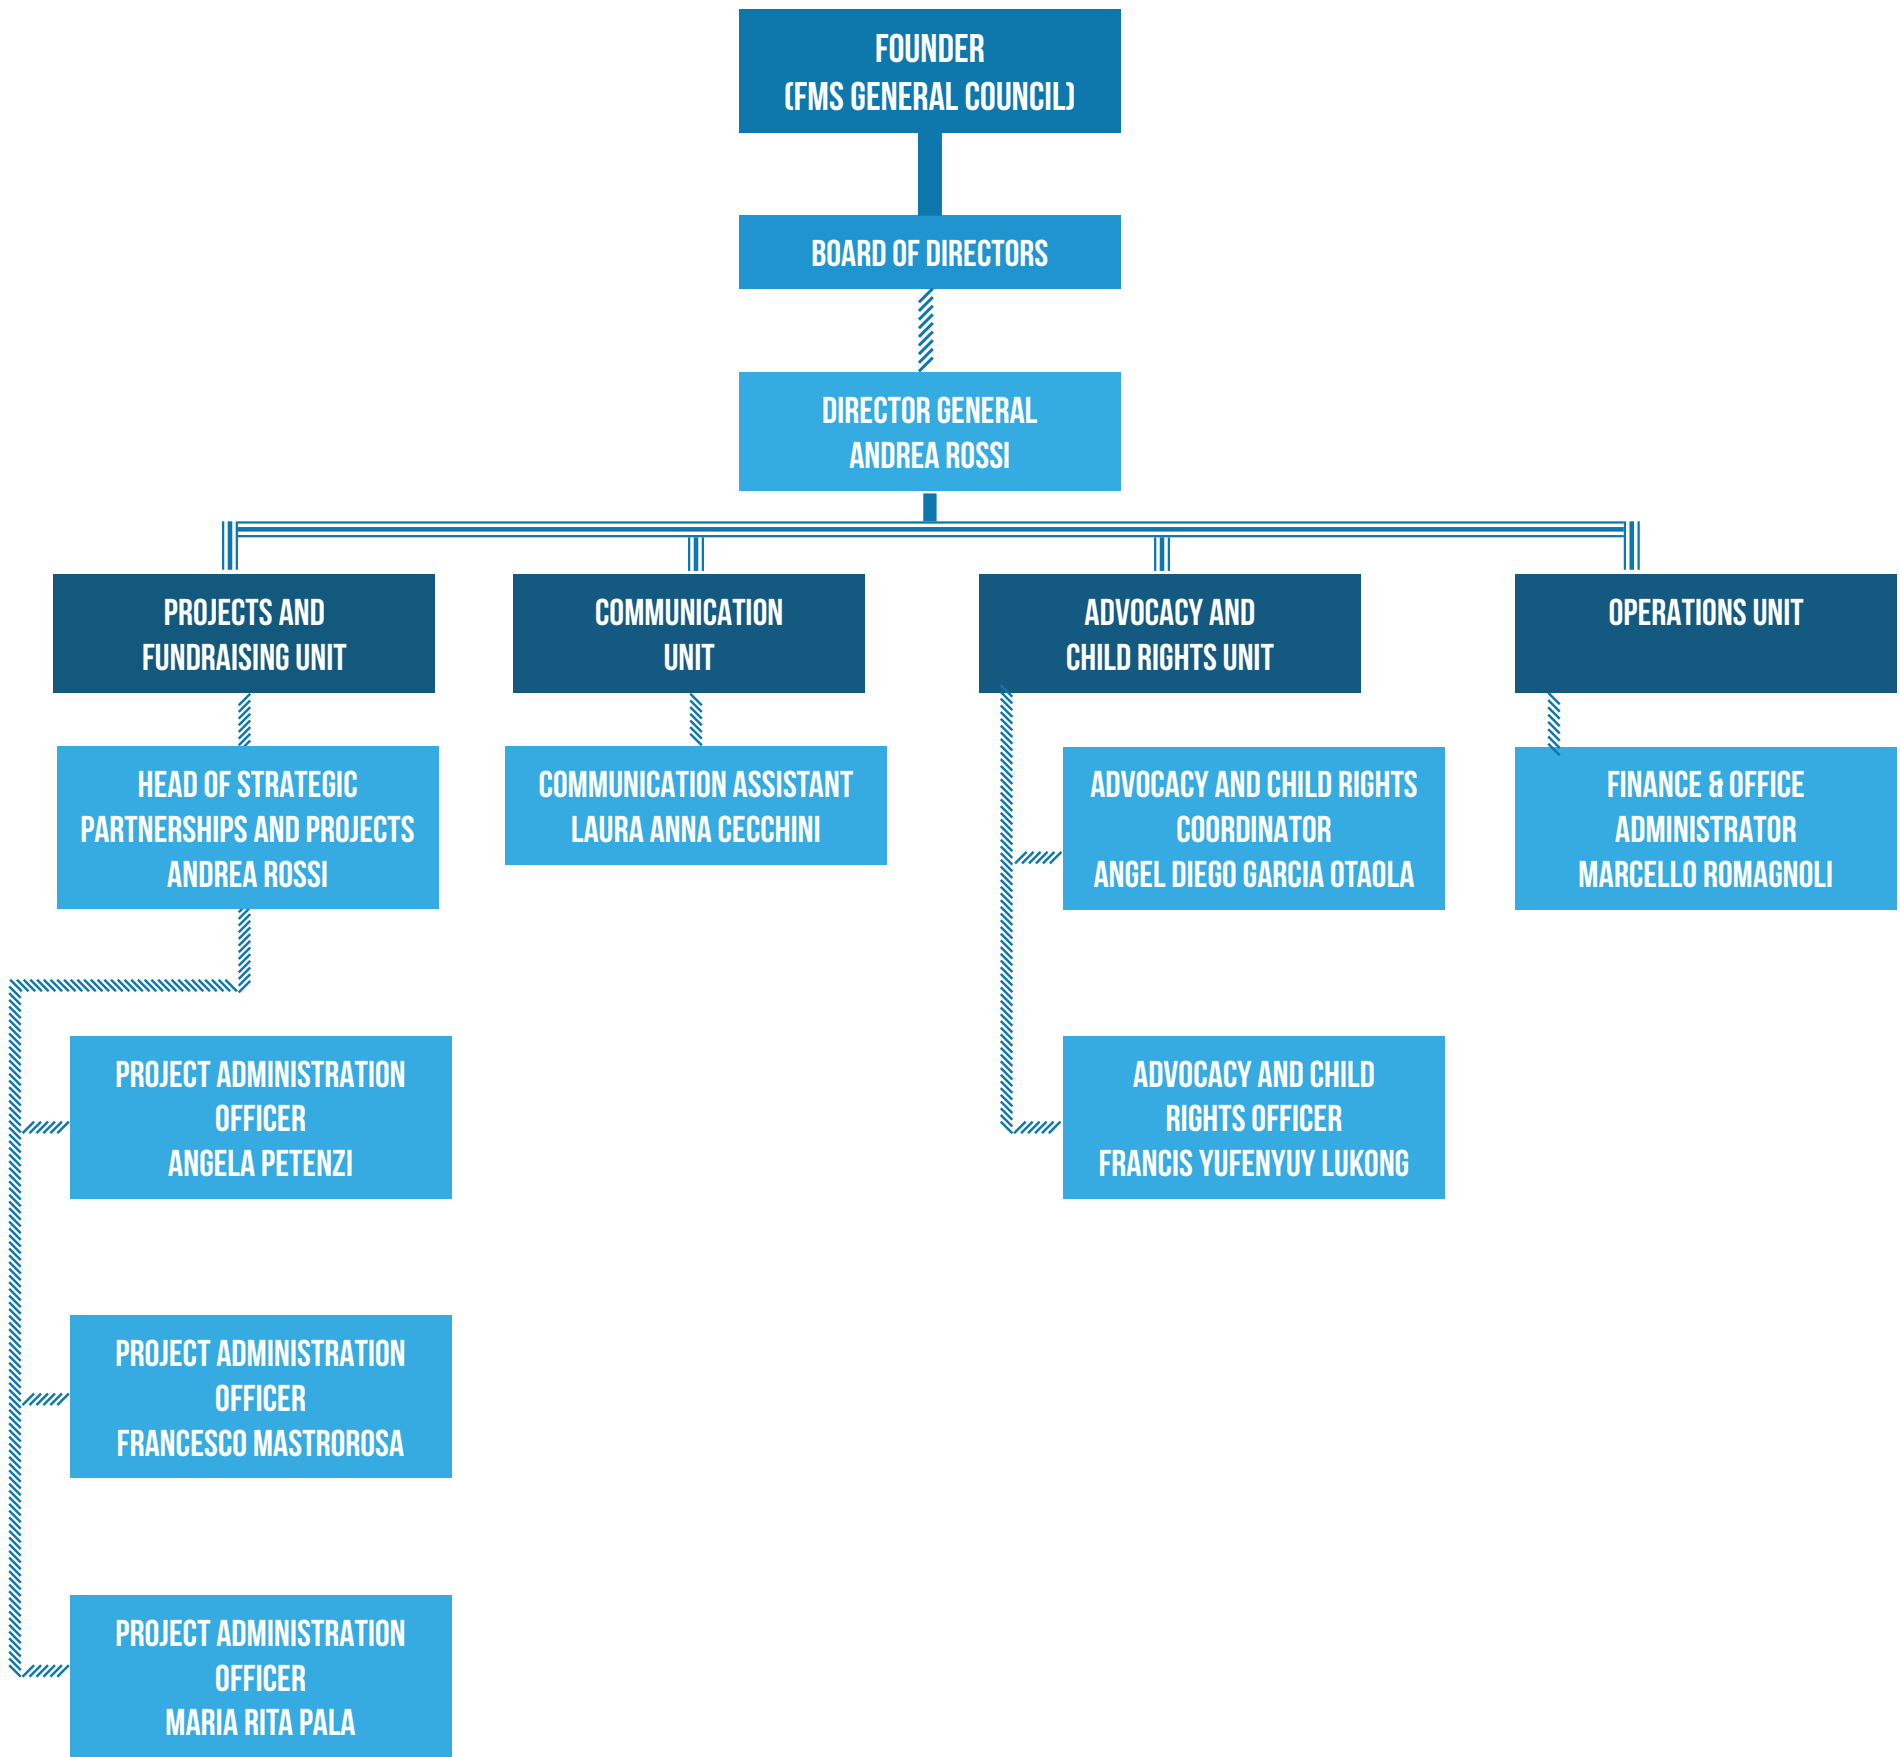 FOUNDER
(FMS GENERAL COUNCIL)
BOARD OF DIRECTORS
DIRECTOR GENERAL
ANDREA ROSSI
PROJECTS AND
FUNDRAISING UNIT
COMMUNICATION
UNIT
ADVOCACY AND
CHILD RIGHTS UNIT
OPERATIONS UNIT
HEAD OF STRATEGIC
PARTNERSHIPS AND PROJECTS
ANDREA ROSSI
COMMUNICATION ASSISTANT
LAURA ANNA CECCHINI
ADVOCACY AND CHILD RIGHTS
COORDINATOR
ANGEL DIEGO GARCIA OTAOLA
FINANCE & OFFICE
ADMINISTRATOR
MARCELLO ROMAGNOLI
PROJECT ADMINISTRATION
OFFICER
ANGELA PETENZI
ADVOCACY AND CHILD
RIGHTS OFFICER
FRANCIS YUFENYUY LUKONG
PROJECT ADMINISTRATION
OFFICER
FRANCESCO MASTROROSA
PROJECT ADMINISTRATION
OFFICER
MARIA RITA PALA